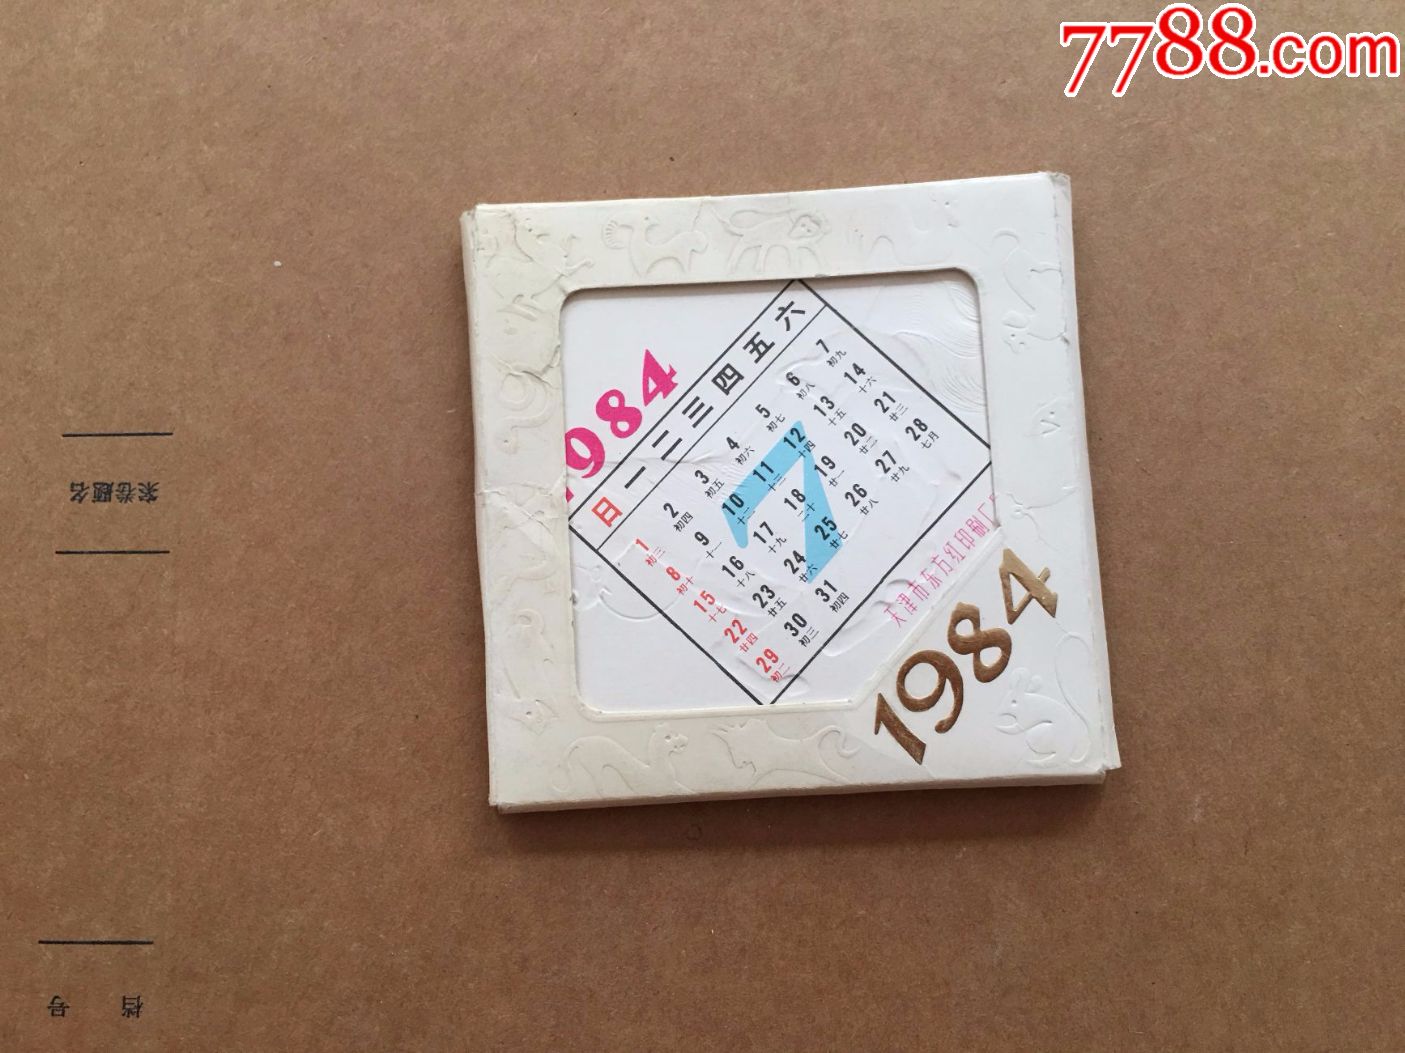 7788.com
1984
日 一 二 三 四 五 六
1 2 3 4 5 6 7
初三 初四 初五 初六 初七 初八 初九
8 9 10 11 12 13 14
初十 十一 十二 十三 十四 十五 十六
15 16 17 18 19 20 21
十七 十八 十九 二十 廿一 廿二 廿三
22 23 24 25 26 27 28
廿四 廿五 廿六 廿七 廿八 廿九 七月
29 30 31
初二 初三 初四
7
天津市东方红印刷厂
1984
案卷题名
档号